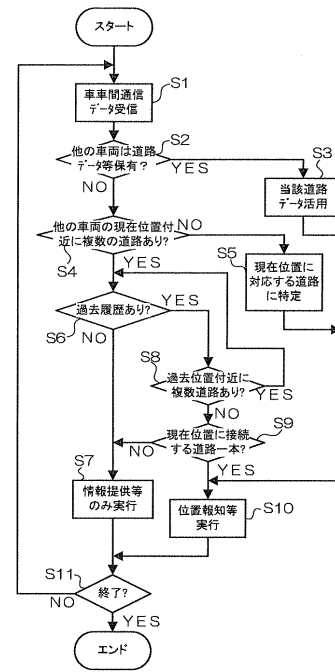 スタート
S1
車車間通信
データ受信
S2
他の車両は道路
データ等保有?
YES
NO
S3
当該道路
データ活用
他の車両の現在位置付
近に複数の道路あり?
NO
S4
YES
S5
現在位置に
対応する道路
に特定
過去履歴あり?
YES
S6
NO
S8
過去位置付近に
複数道路あり?
YES
NO
S9
現在位置に接続
する道路一本?
NO
YES
S7
情報提供等
のみ実行
位置報知等
実行
S10
S11
終了?
NO
YES
エンド